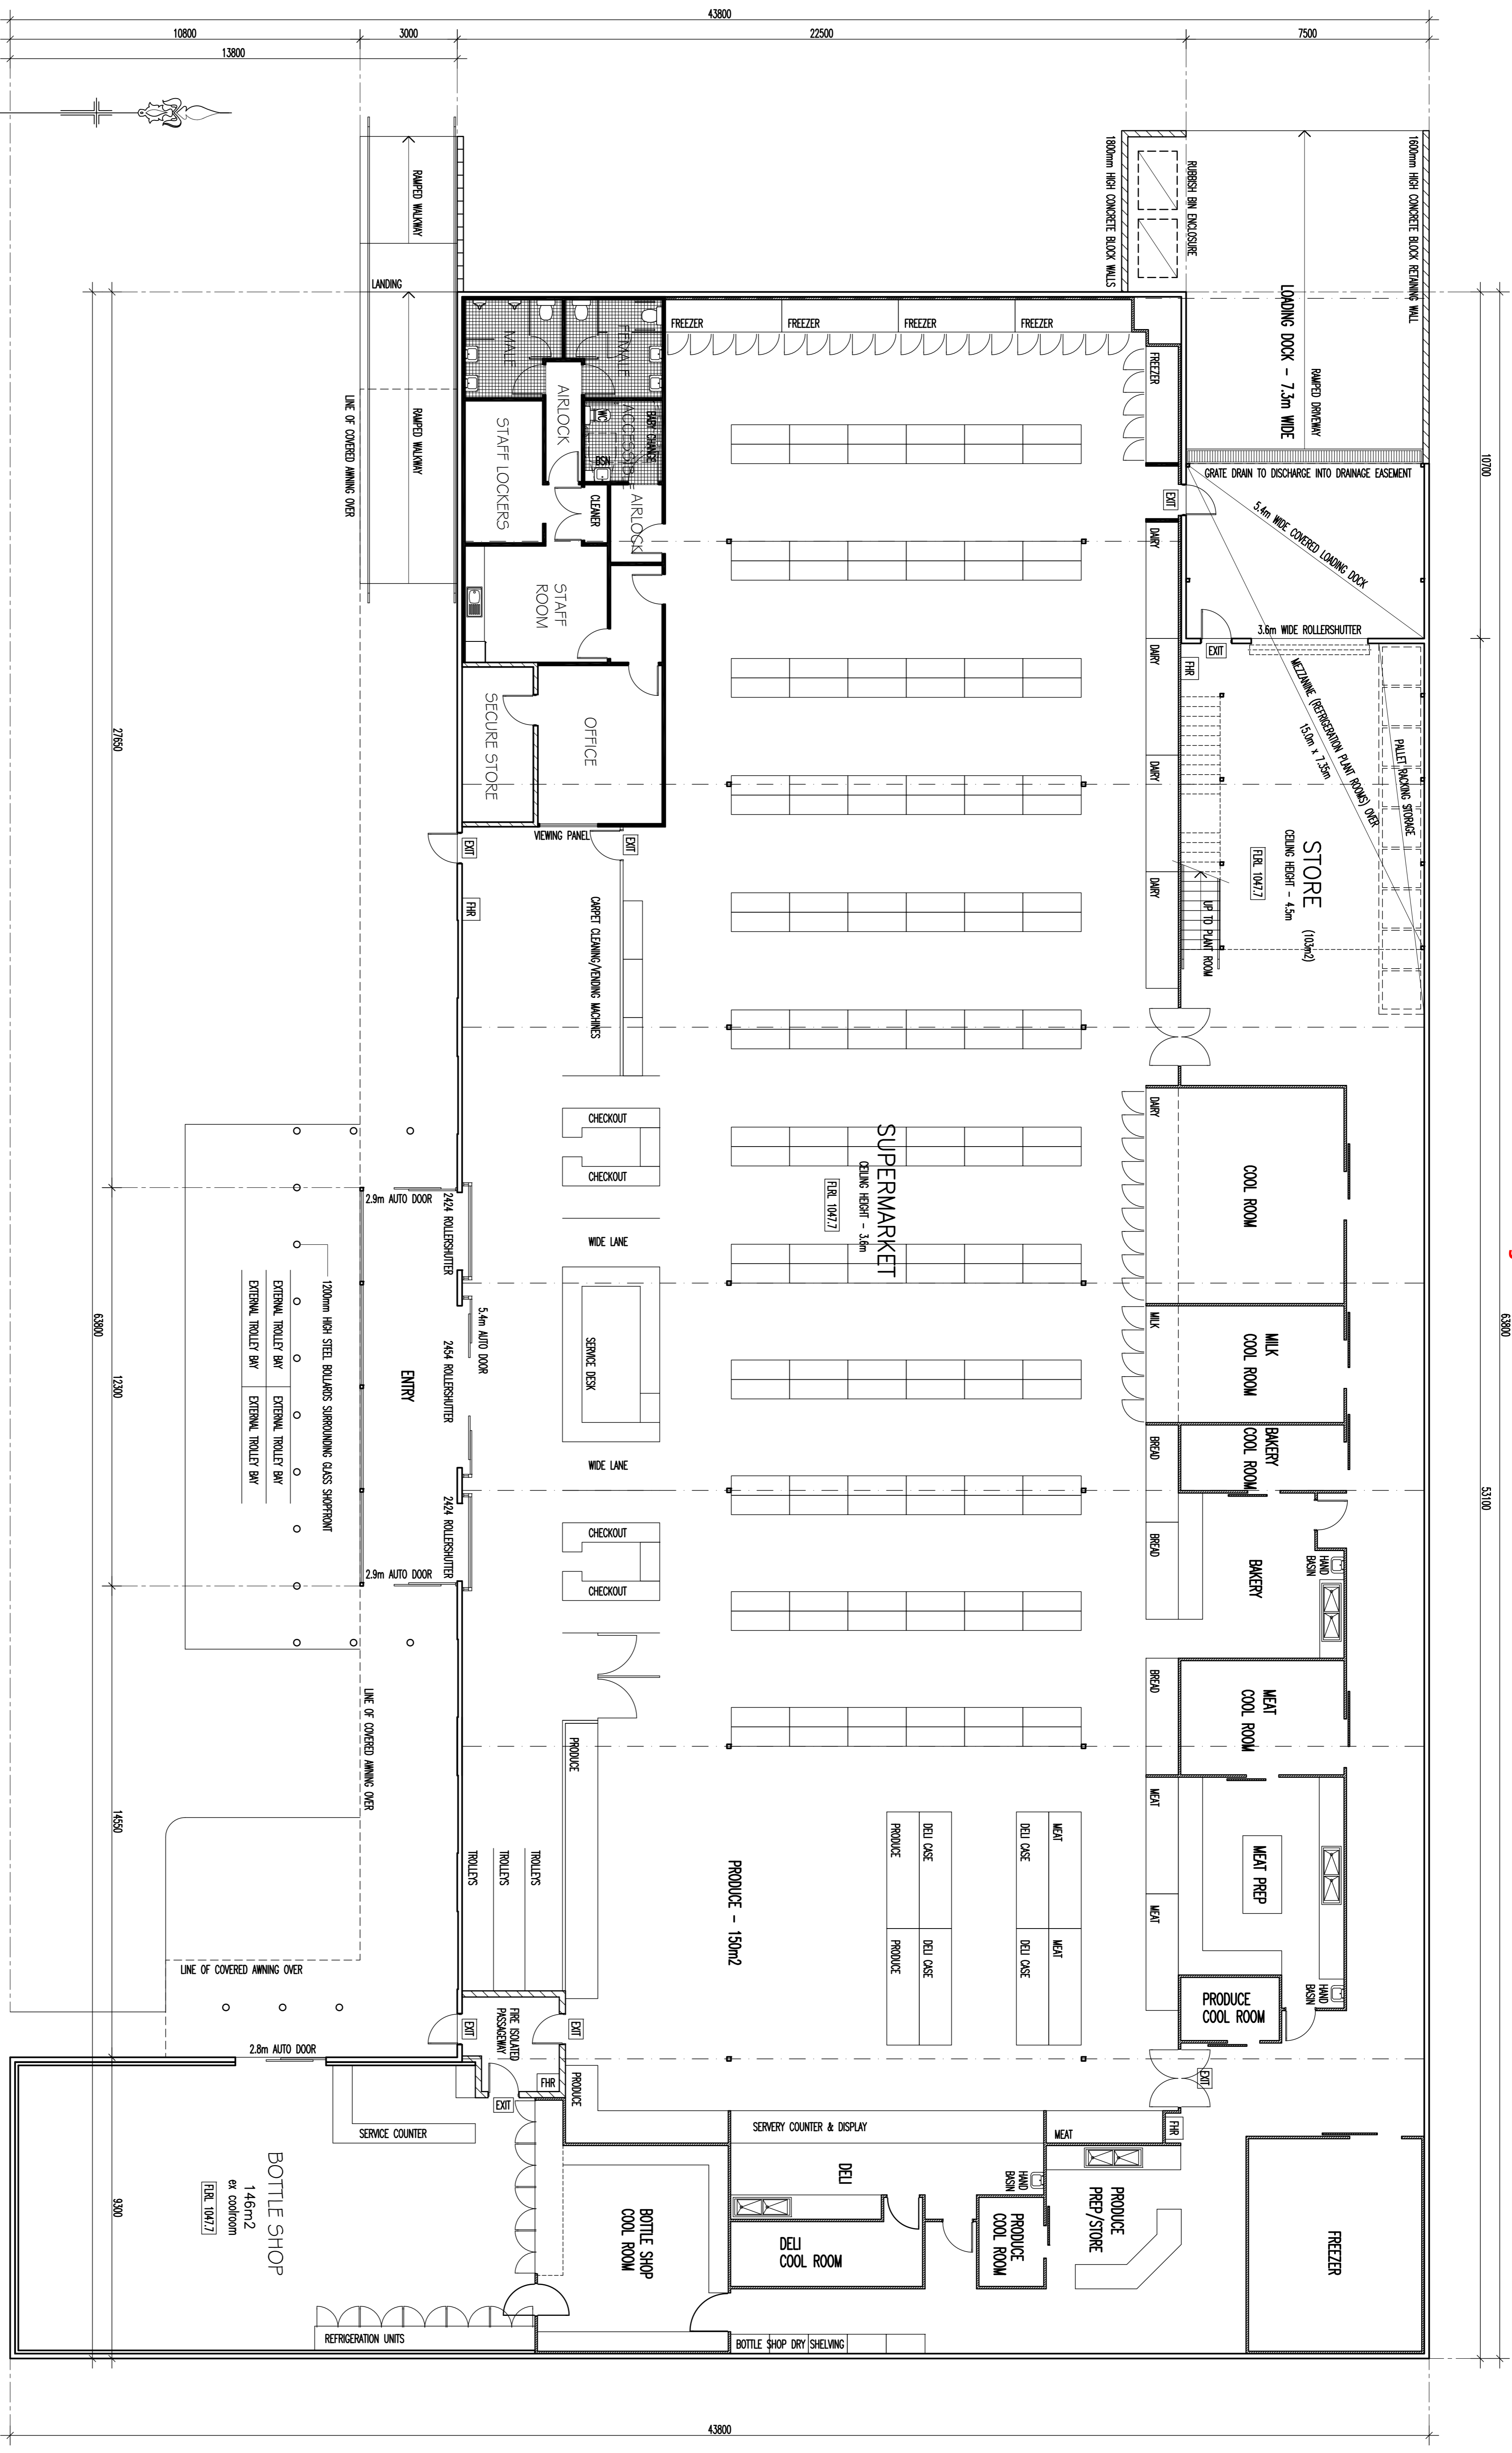 43800
10800
3000
22500
7500
13800
RAMPED WALKWAY
LANDING
RAMPED WALKWAY
LINE OF COVERED AWNING OVER
1800mm HIGH CONCRETE BLOCK WALLS
RUBBISH BIN ENCLOSURE
1600mm HIGH CONCRETE BLOCK RETAINING WALL
LOADING DOCK - 7.3m WIDE
RAMPED DRIVEWAY
GRATE DRAIN TO DISCHARGE INTO DRAINAGE EASEMENT
5.4m WIDE COVERED LOADING DOCK
3.6m WIDE ROLLERSHUTTER
10700
MALE
FEMALE
AIRLOCK
BABY CHANGE
ACCESSIBLE
WC
BSN
AIRLOCK
CLEANER
STAFF LOCKERS
STAFF
ROOM
OFFICE
SECURE STORE
VIEWING PANEL
EXIT
EXIT
FHR
FREEZER
FREEZER
FREEZER
FREEZER
FREEZER
EXIT
DAIRY
DAIRY
DAIRY
DAIRY
EXIT
FHR
MEZZANINE (REFRIGERATION PLANT ROOMS) OVER
15.0m x 7.35m
PALLET RACKING STORAGE
STORE
(103m2)
CEILING HEIGHT - 4.5m
FLRL 1047.7
UP TO PLANT ROOM
27650
CARPET CLEANING/VENDING MACHINES
CHECKOUT
CHECKOUT
WIDE LANE
SERVICE DESK
WIDE LANE
CHECKOUT
CHECKOUT
SUPERMARKET
CEILING HEIGHT - 3.6m
FLRL 1047.7
DAIRY
COOL ROOM
MILK
MILK
COOL ROOM
BAKERY
COOL ROOM
BREAD
BREAD
BAKERY
HAND
BASIN
BREAD
MEAT
COOL ROOM
MEAT
MEAT
MEAT PREP
HAND
BASIN
PRODUCE
COOL ROOM
2.9m AUTO DOOR
2424 ROLLERSHUTTER
5.4m AUTO DOOR
2454 ROLLERSHUTTER
ENTRY
1200mm HIGH STEEL BOLLARDS SURROUNDING GLASS SHOPFRONT
EXTERNAL TROLLEY BAY
EXTERNAL TROLLEY BAY
EXTERNAL TROLLEY BAY
EXTERNAL TROLLEY BAY
2424 ROLLERSHUTTER
2.9m AUTO DOOR
63800
12300
63800
53100
LINE OF COVERED AWNING OVER
14550
PRODUCE
TROLLEYS
TROLLEYS
TROLLEYS
PRODUCE - 150m2
PRODUCE
DELI CASE
DELI CASE
MEAT
PRODUCE
DELI CASE
DELI CASE
MEAT
LINE OF COVERED AWNING OVER
2.8m AUTO DOOR
EXIT
FIRE ISOLATED
PASSAGEWAY
EXIT
EXIT
FHR
PRODUCE
EXIT
FHR
SERVICE COUNTER
SERVERY COUNTER & DISPLAY
MEAT
DELI
HAND
BASIN
PRODUCE
PREP/STORE
PRODUCE
COOL ROOM
DELI
COOL ROOM
BOTTLE SHOP
COOL ROOM
FREEZER
BOTTLE SHOP
146m2
ex coolroom
FLRL 1047.7
REFRIGERATION UNITS
BOTTLE SHOP DRY SHELVING
9300
43800